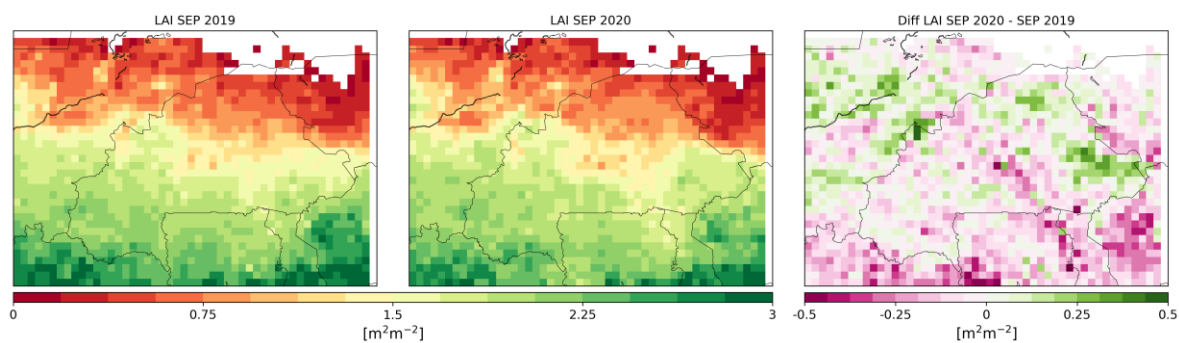 LAI SEP 2019
LAI SEP 2020
Diff LAI SEP 2020 - SEP 2019
0 0.75 1.5 2.25 3
[m²m⁻²]
-0.5 -0.25 0 0.25 0.5
[m²m⁻²]